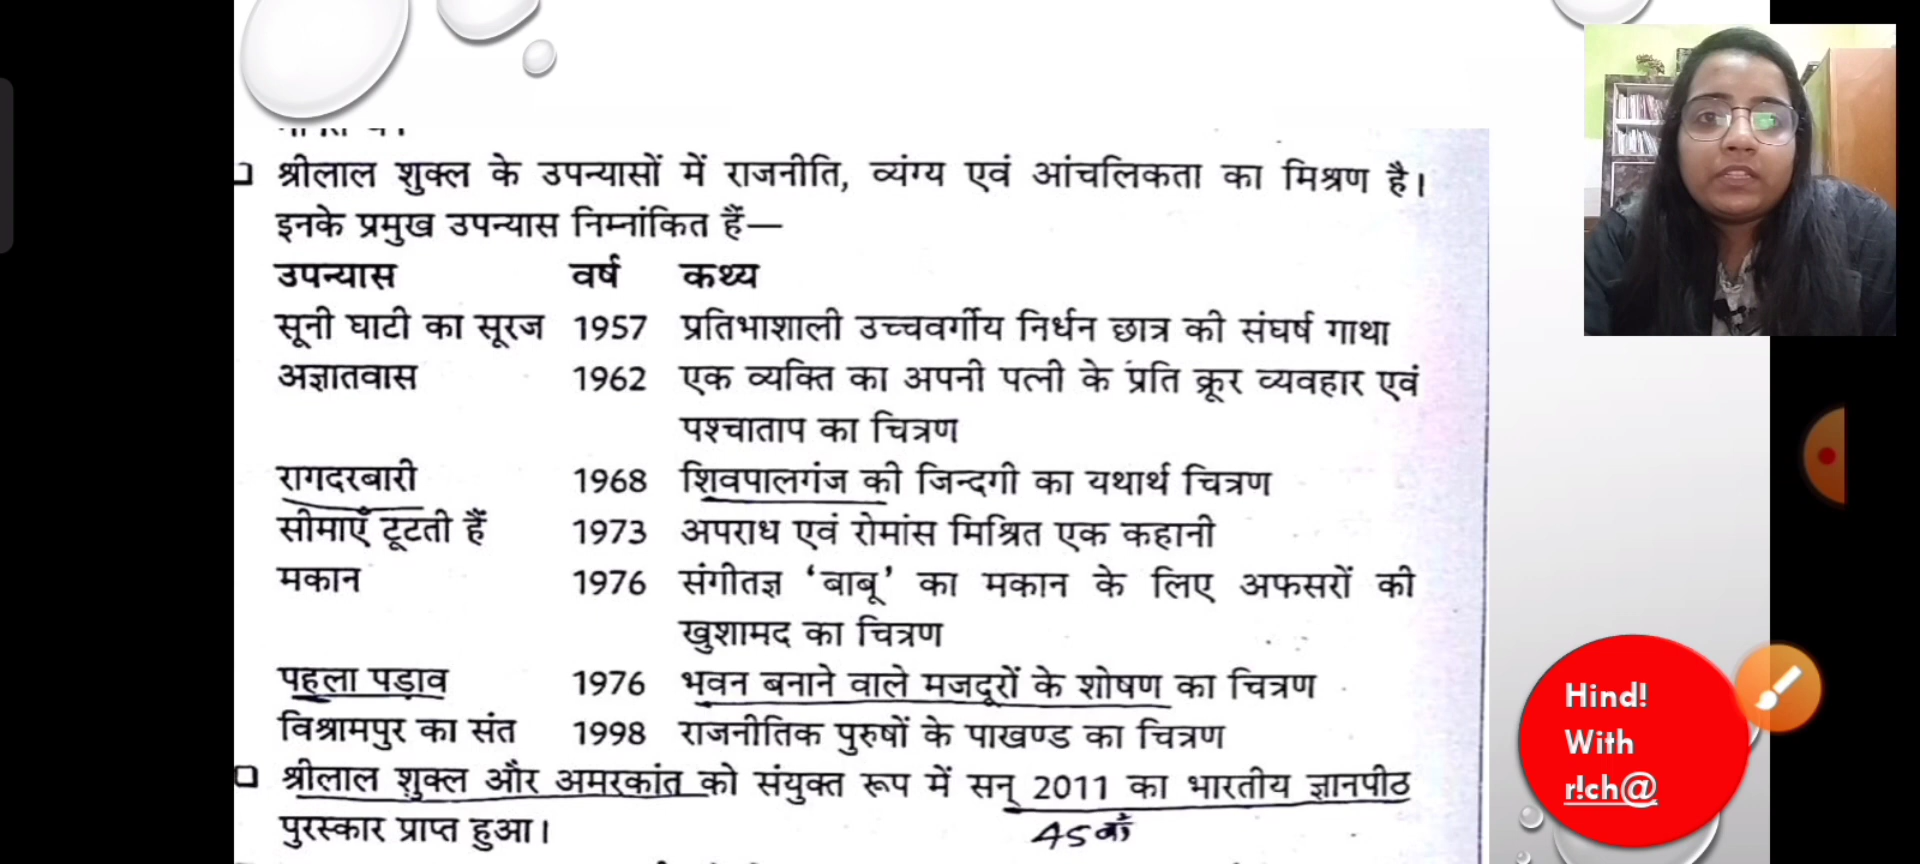 श्रीलाल शुक्ल के उपन्यासों में राजनीति, व्यंग्य एवं आंचलिकता का मिश्रण है।
इनके प्रमुख उपन्यास निम्नांकित हैं—
उपन्यास वर्ष कथ्य
सूनी घाटी का सूरज 1957 प्रतिभाशाली उच्चवर्गीय निर्धन छात्र की संघर्ष गाथा
अज्ञातवास 1962 एक व्यक्ति का अपनी पत्नी के प्रति क्रूर व्यवहार एवं
पश्चाताप का चित्रण
रागदरबारी 1968 शिवपालगंज की जिन्दगी का यथार्थ चित्रण
सीमाएँ टूटती हैं 1973 अपराध एवं रोमांस मिश्रित एक कहानी
मकान 1976 संगीतज्ञ ‘बाबू’ का मकान के लिए अफसरों की
खुशामद का चित्रण
पहला पड़ाव 1976 भवन बनाने वाले मजदूरों के शोषण का चित्रण
विश्रामपुर का संत 1998 राजनीतिक पुरुषों के पाखण्ड का चित्रण
श्रीलाल शुक्ल और अमरकांत को संयुक्त रूप में सन् 2011 का भारतीय ज्ञानपीठ
पुरस्कार प्राप्त हुआ।
45वाँ
Hind!
With
r!ch@